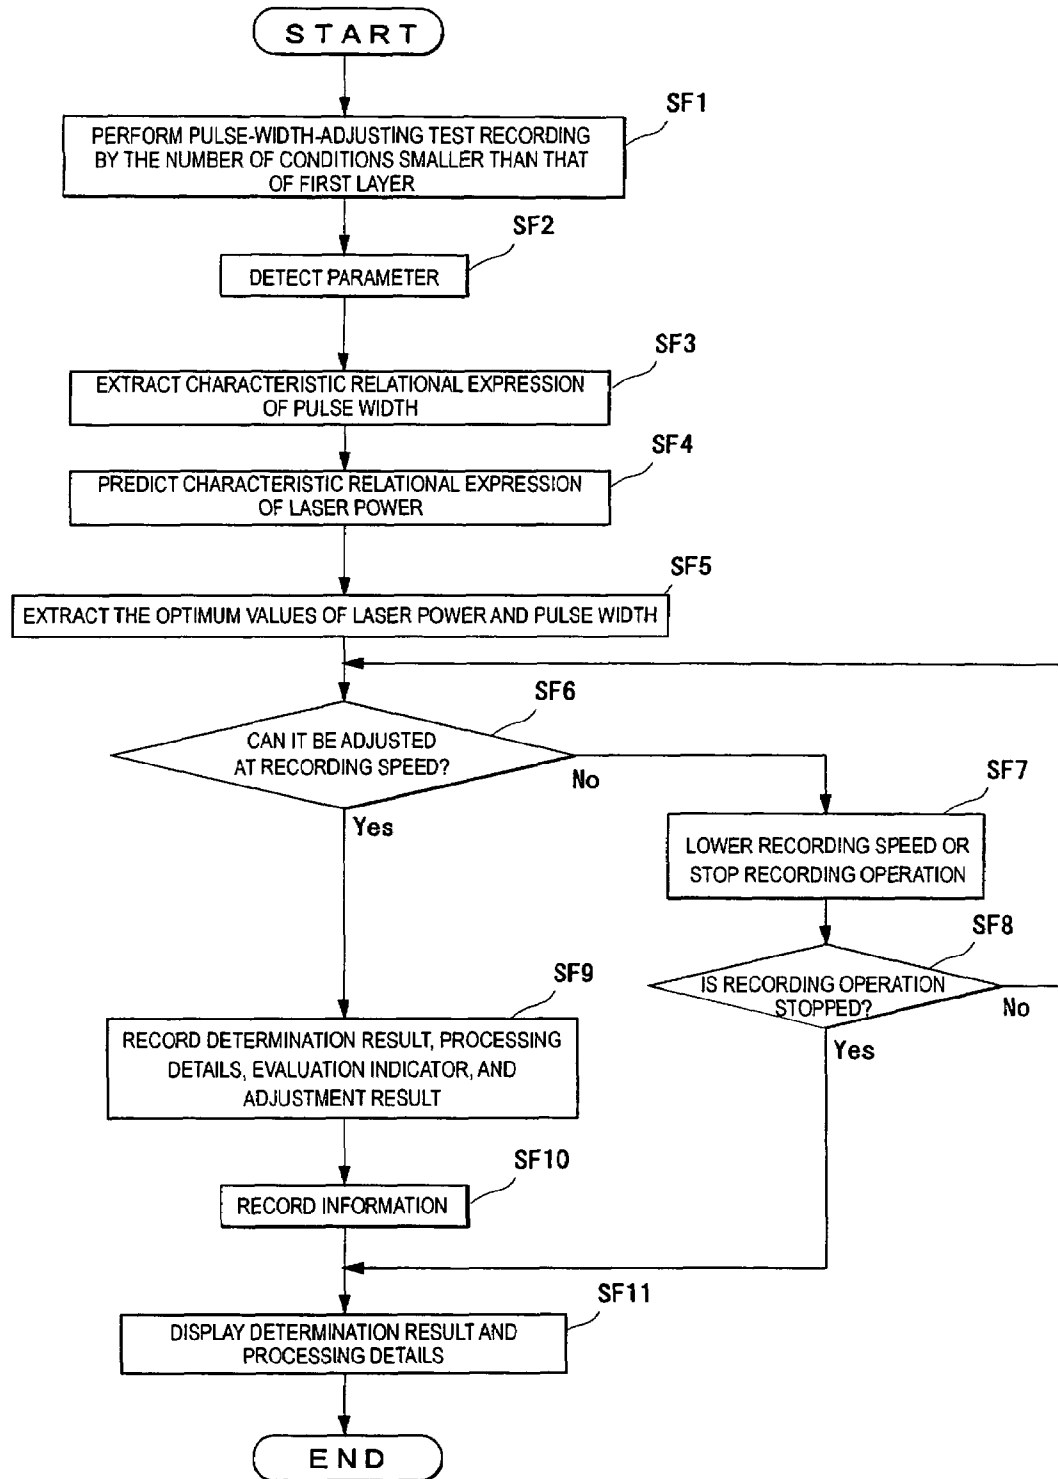 START
SF1
PERFORM PULSE-WIDTH-ADJUSTING TEST RECORDING
BY THE NUMBER OF CONDITIONS SMALLER THAN THAT
OF FIRST LAYER
SF2
DETECT PARAMETER
SF3
EXTRACT CHARACTERISTIC RELATIONAL EXPRESSION
OF PULSE WIDTH
SF4
PREDICT CHARACTERISTIC RELATIONAL EXPRESSION
OF LASER POWER
SF5
EXTRACT THE OPTIMUM VALUES OF LASER POWER AND PULSE WIDTH
SF6
CAN IT BE ADJUSTED
AT RECORDING SPEED?
No
Yes
SF7
LOWER RECORDING SPEED OR
STOP RECORDING OPERATION
SF8
IS RECORDING OPERATION
STOPPED?
No
Yes
SF9
RECORD DETERMINATION RESULT, PROCESSING
DETAILS, EVALUATION INDICATOR, AND
ADJUSTMENT RESULT
SF10
RECORD INFORMATION
SF11
DISPLAY DETERMINATION RESULT AND
PROCESSING DETAILS
END